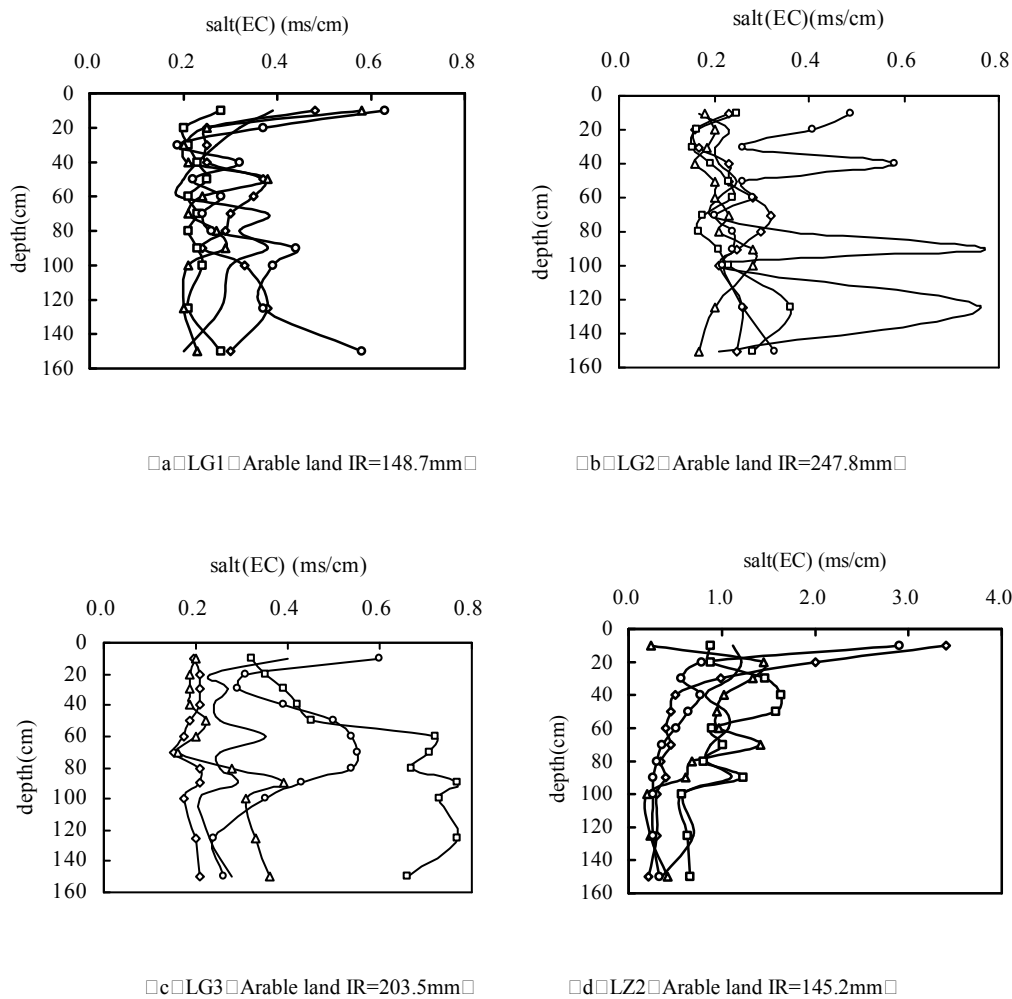 salt(EC) (ms/cm)
0.0 0.2 0.4 0.6 0.8
0
20
40
60
80
100
120
140
160
depth(cm)
□a□LG1□Arable land IR=148.7mm□
salt(EC)(ms/cm)
0.0 0.2 0.4 0.6 0.8
0
20
40
60
80
100
120
140
160
depth(cm)
□b□LG2□Arable land IR=247.8mm□
salt(EC) (ms/cm)
0.0 0.2 0.4 0.6 0.8
0
20
40
60
80
100
120
140
160
depth(cm)
□c□LG3□Arable land IR=203.5mm□
salt(EC) (ms/cm)
0.0 1.0 2.0 3.0 4.0
0
20
40
60
80
100
120
140
160
depth(cm)
□d□LZ2□Arable land IR=145.2mm□